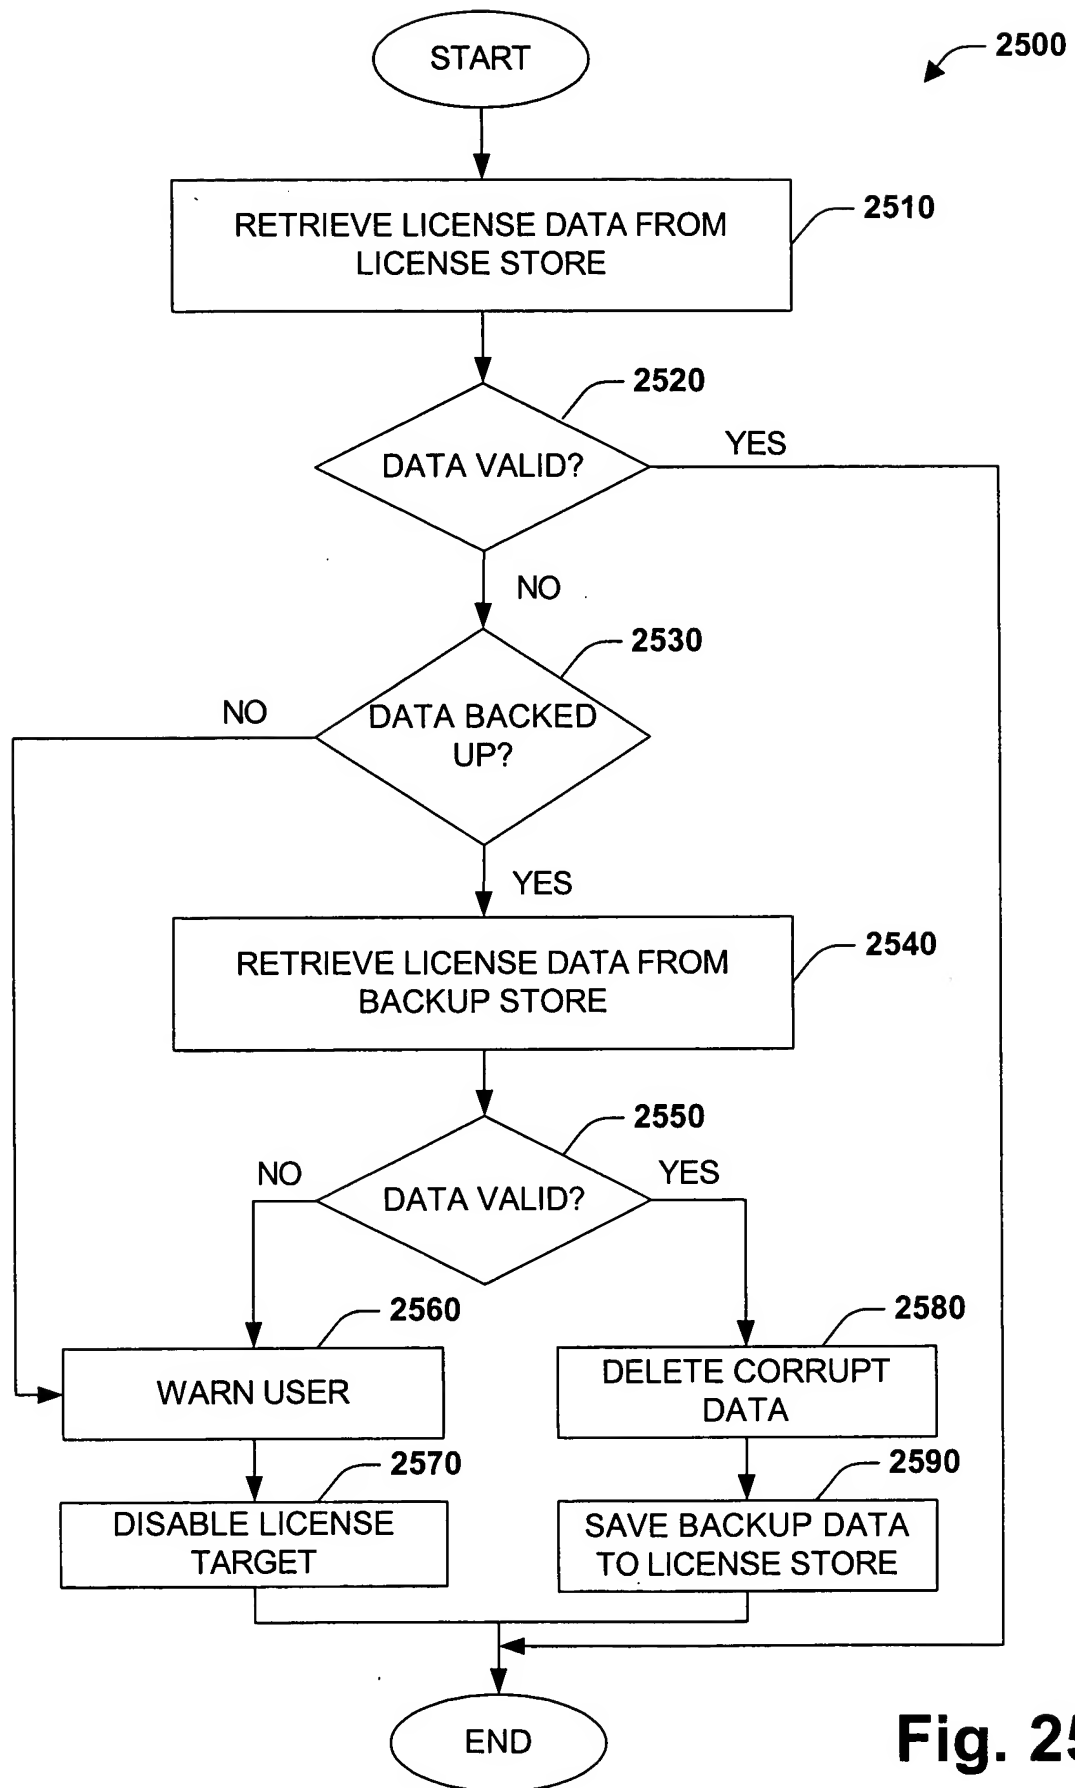 START
2500
RETRIEVE LICENSE DATA FROM
LICENSE STORE
2510
2520
DATA VALID?
YES
NO
2530
DATA BACKED
UP?
NO
YES
RETRIEVE LICENSE DATA FROM
BACKUP STORE
2540
2550
DATA VALID?
NO
YES
2560
WARN USER
2580
DELETE CORRUPT
DATA
2570
DISABLE LICENSE
TARGET
2590
SAVE BACKUP DATA
TO LICENSE STORE
END
Fig. 25